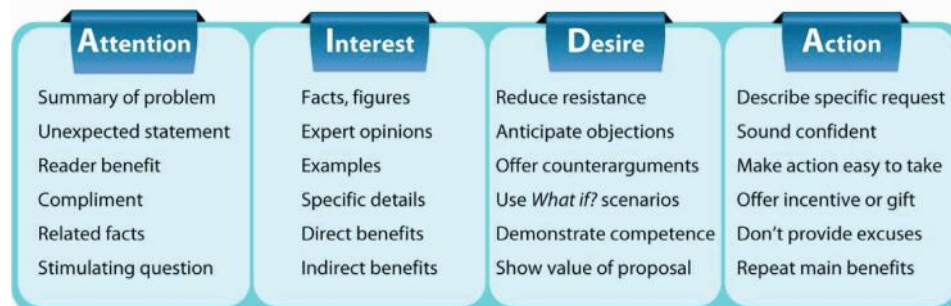 Attention
Summary of problem
Unexpected statement
Reader benefit
Compliment
Related facts
Stimulating question
Interest
Facts, figures
Expert opinions
Examples
Specific details
Direct benefits
Indirect benefits
Desire
Reduce resistance
Anticipate objections
Offer counterarguments
Use What if? scenarios
Demonstrate competence
Show value of proposal
Action
Describe specific request
Sound confident
Make action easy to take
Offer incentive or gift
Don't provide excuses
Repeat main benefits